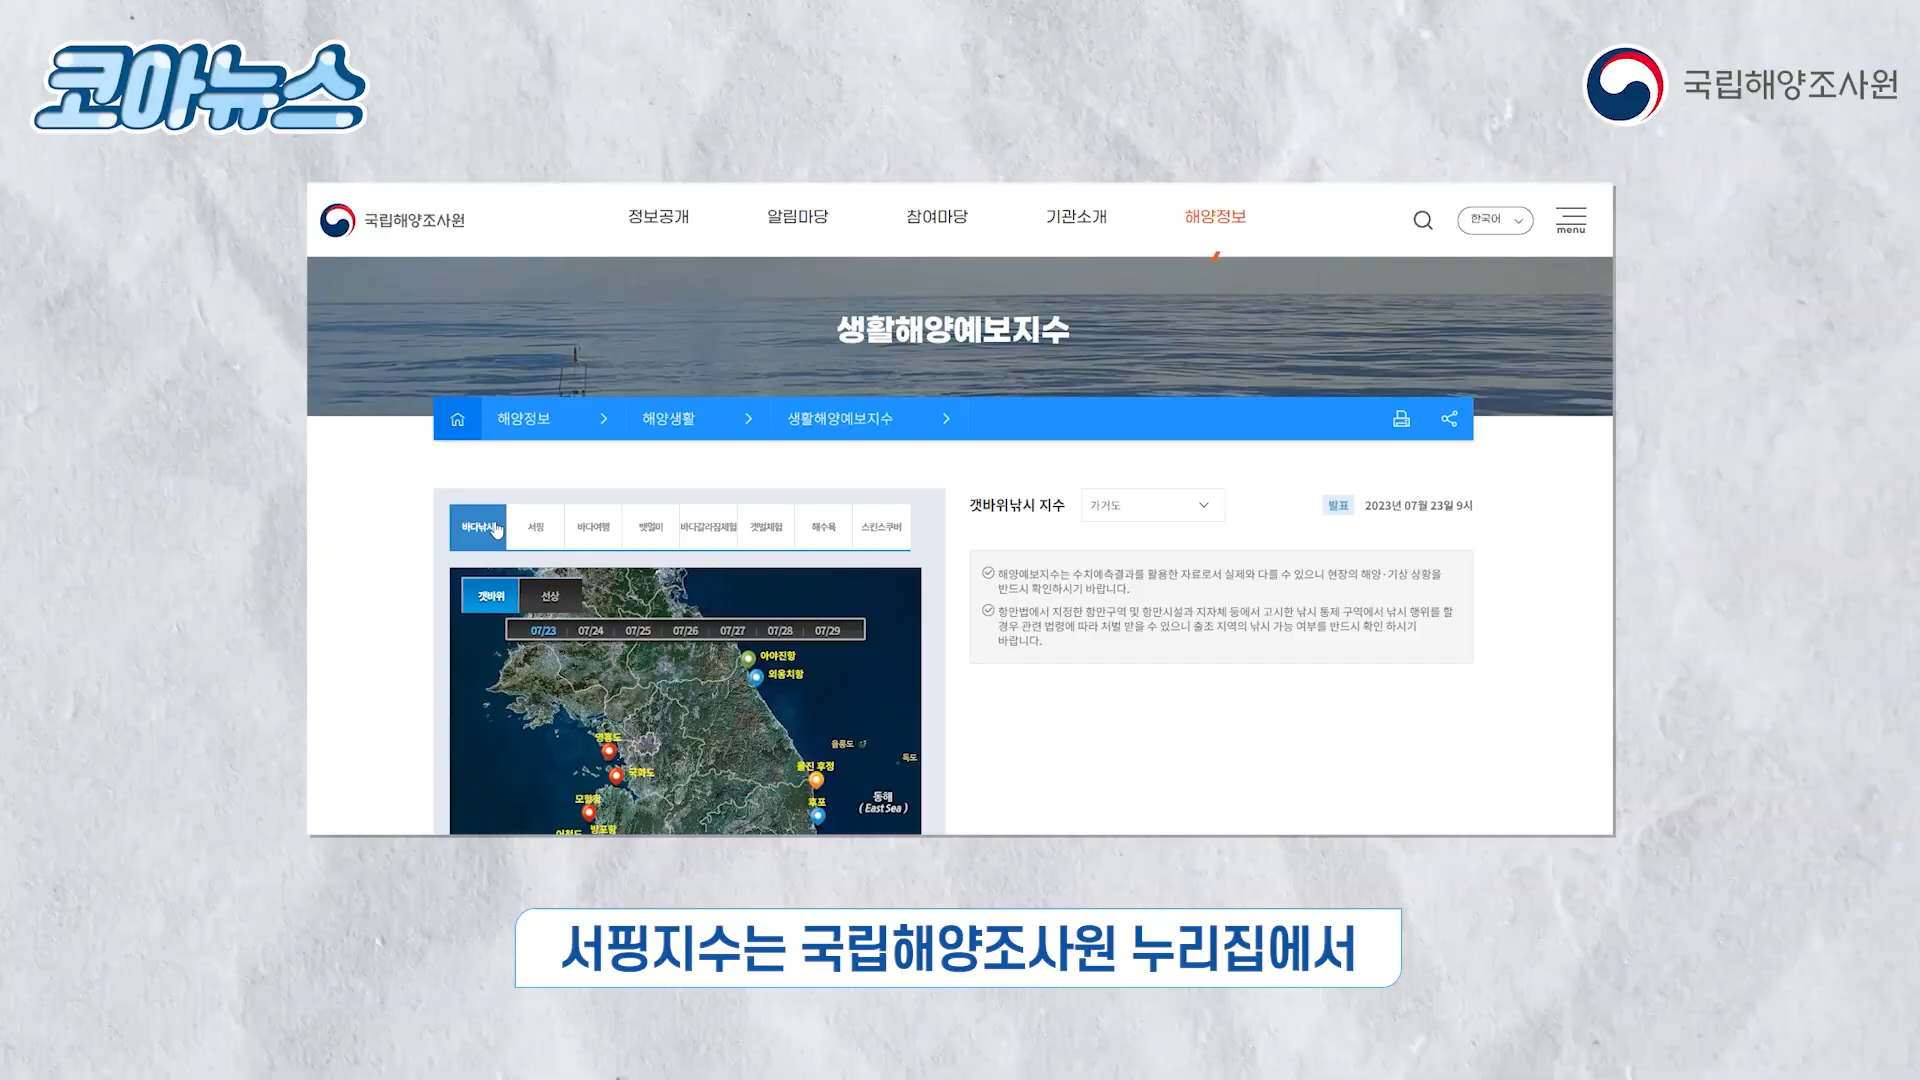 코아뉴스
국립해양조사원
국립해양조사원
정보공개
알림마당
참여마당
기관소개
해양정보
한국어
menu
생활해양예보지수
해양정보
해양생활
생활해양예보지수
바다낚시
서핑
바다여행
뱃멀미
바다갈라짐체험
갯벌체험
해수욕
스킨스쿠버
갯바위낚시 지수
가거도
발표
2023년 07월 23일 9시
해양예보지수는 수치예측결과를 활용한 자료로서 실제와 다를 수 있으니 현장의 해양·기상 상황을
반드시 확인하시기 바랍니다.
항만법에서 지정한 항만구역 및 항만시설과 지자체 등에서 고시한 낚시 통제 구역에서 낚시 행위를 할
경우 관련 법령에 따라 처벌 받을 수 있으니 출조 지역의 낚시 가능 여부를 반드시 확인 하시기
바랍니다.
갯바위
선상
07/23
07/24
07/25
07/26
07/27
07/28
07/29
아야진항
외옹치항
영흥도
국화도
울릉도
독도
울진 후정
모항항
후포
동해
( East Sea )
어청도
방포항
서핑지수는 국립해양조사원 누리집에서